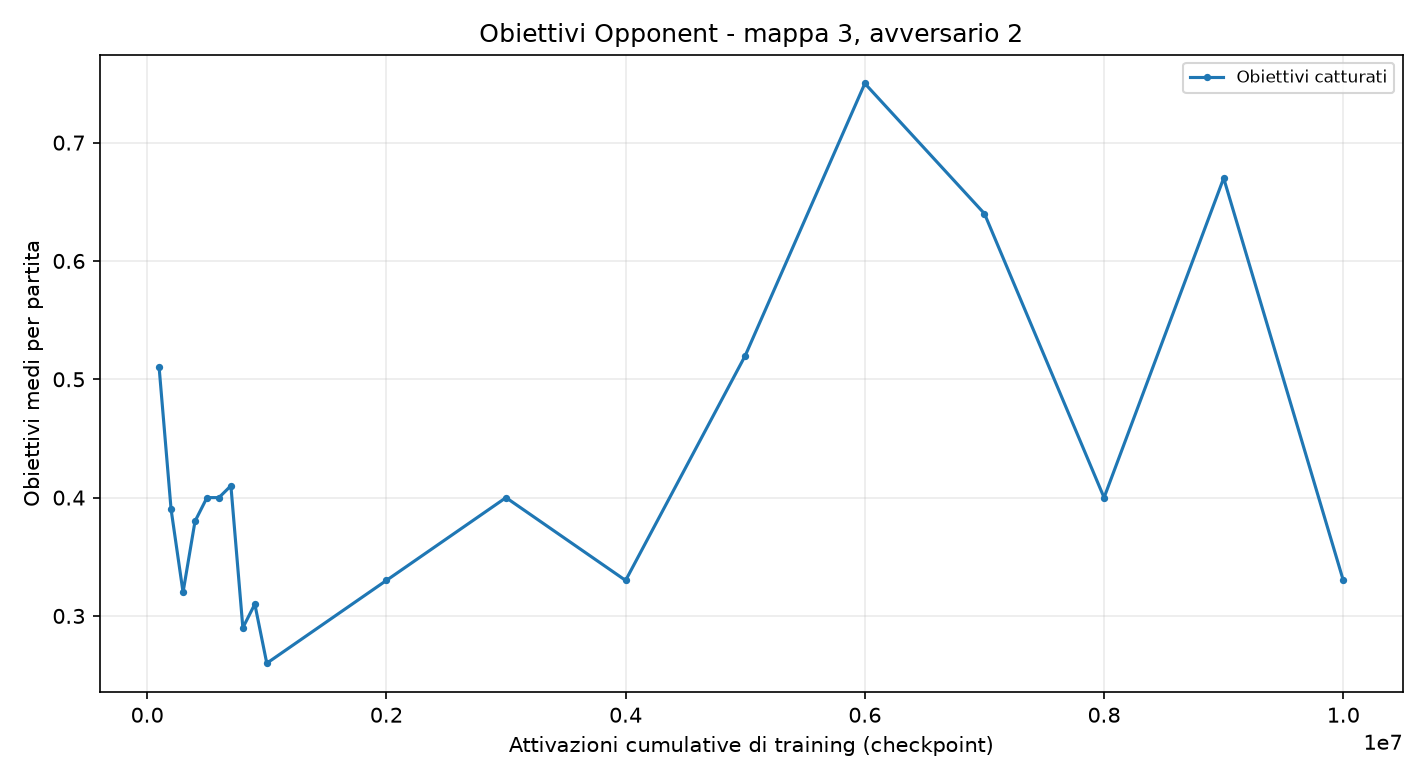 Obiettivi Opponent - mappa 3, avversario 2
Obiettivi catturati
Obiettivi medi per partita
0.7
0.6
0.5
0.4
0.3
0.0 0.2 0.4 0.6 0.8 1.0
1e7
Attivazioni cumulative di training (checkpoint)